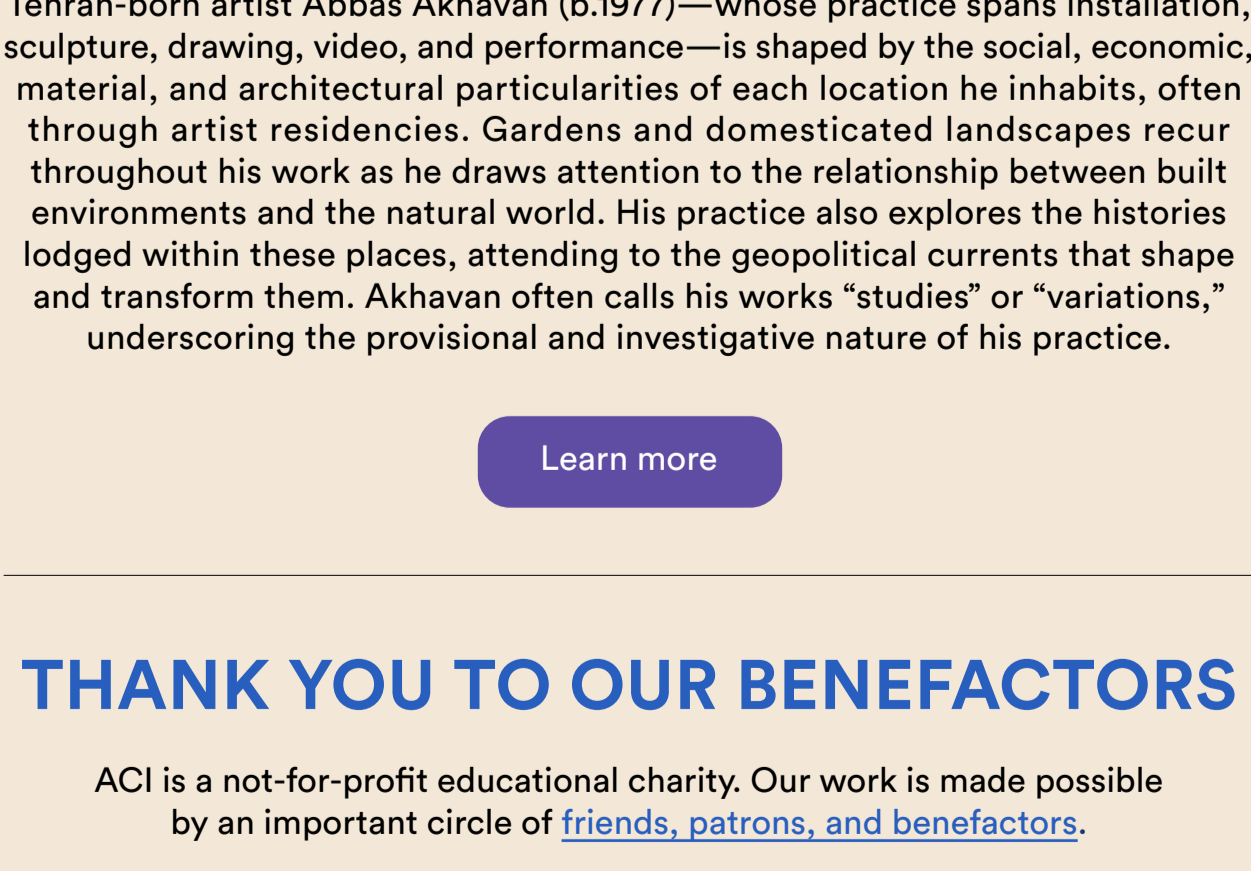 Tehran-born artist Abbas Akhavan (b.1977)—whose practice spans installation,
sculpture, drawing, video, and performance—is shaped by the social, economic,
material, and architectural particularities of each location he inhabits, often
through artist residencies. Gardens and domesticated landscapes recur
throughout his work as he draws attention to the relationship between built
environments and the natural world. His practice also explores the histories
lodged within these places, attending to the geopolitical currents that shape
and transform them. Akhavan often calls his works “studies” or “variations,”
underscoring the provisional and investigative nature of his practice.
Learn more
THANK YOU TO OUR BENEFACTORS
ACI is a not-for-profit educational charity. Our work is made possible
by an important circle of friends, patrons, and benefactors.